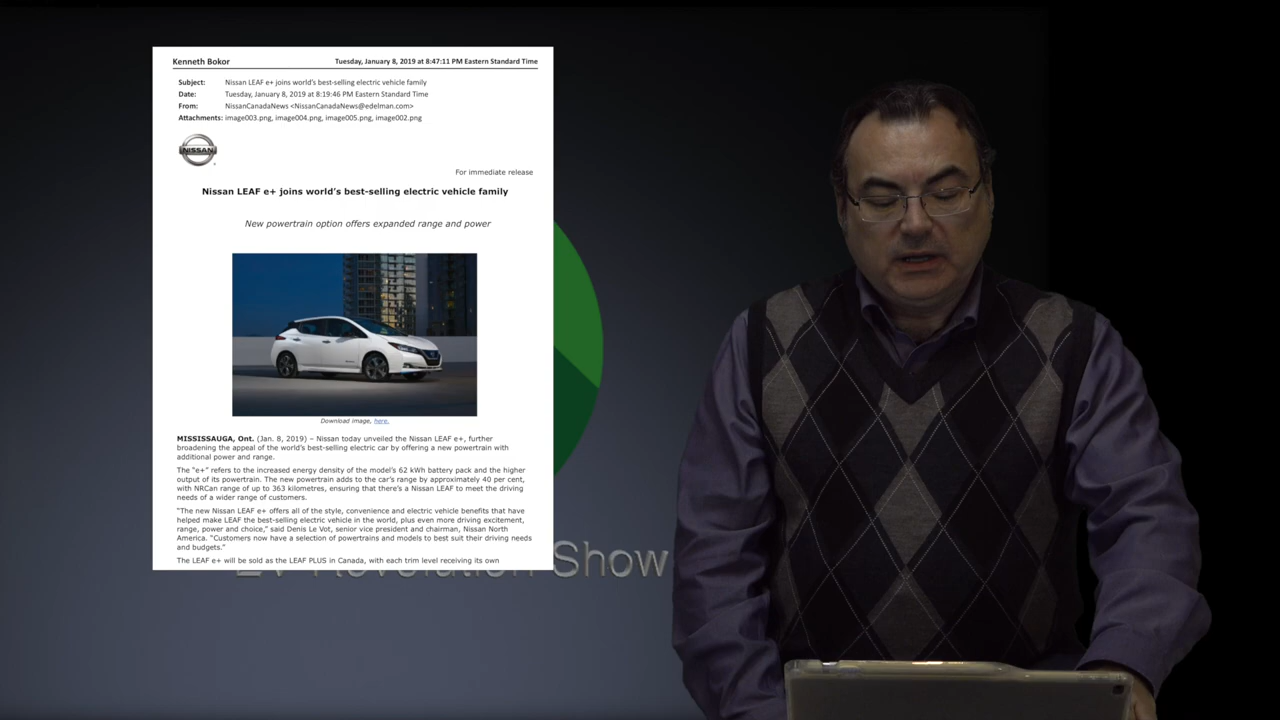 Kenneth Bokor Tuesday, January 8, 2019 at 8:47:11 PM Eastern Standard Time
Subject: Nissan LEAF e+ joins world's best-selling electric vehicle family
Date: Tuesday, January 8, 2019 at 8:19:46 PM Eastern Standard Time
From: NissanCanadaNews <NissanCanadaNews@edelman.com>
Attachments: image003.png, image004.png, image005.png, image002.png
NISSAN
For immediate release
Nissan LEAF e+ joins world's best-selling electric vehicle family
New powertrain option offers expanded range and power
Download image, here.
MISSISSAUGA, Ont. (Jan. 8, 2019) – Nissan today unveiled the Nissan LEAF e+, further
broadening the appeal of the world's best-selling electric car by offering a new powertrain with
additional power and range.
The "e+" refers to the increased energy density of the model's 62 kWh battery pack and the higher
output of its powertrain. The new powertrain adds to the car's range by approximately 40 per cent,
with NRCan range of up to 363 kilometres, ensuring that there's a Nissan LEAF to meet the driving
needs of a wider range of customers.
"The new Nissan LEAF e+ offers all of the style, convenience and electric vehicle benefits that have
helped make LEAF the best-selling electric vehicle in the world, plus even more driving excitement,
range, power and choice," said Denis Le Vot, senior vice president and chairman, Nissan North
America. "Customers now have a selection of powertrains and models to best suit their driving needs
and budgets."
The LEAF e+ will be sold as the LEAF PLUS in Canada, with each trim level receiving its own
Show